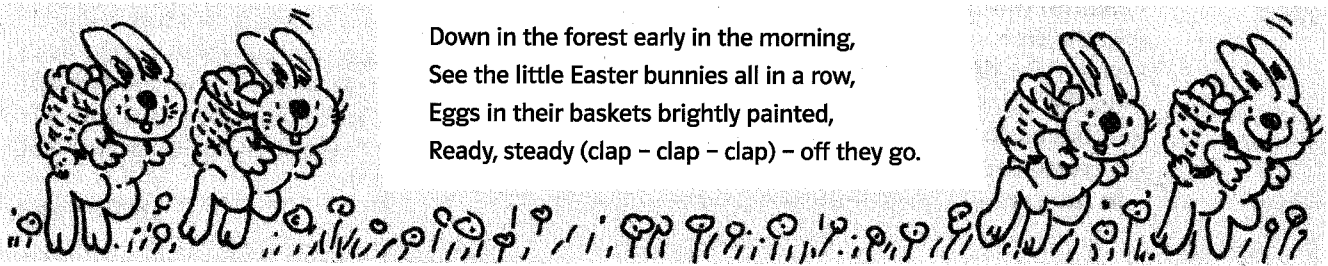 Down in the forest early in the morning,
See the little Easter bunnies all in a row,
Eggs in their baskets brightly painted,
Ready, steady (clap – clap – clap) – off they go.